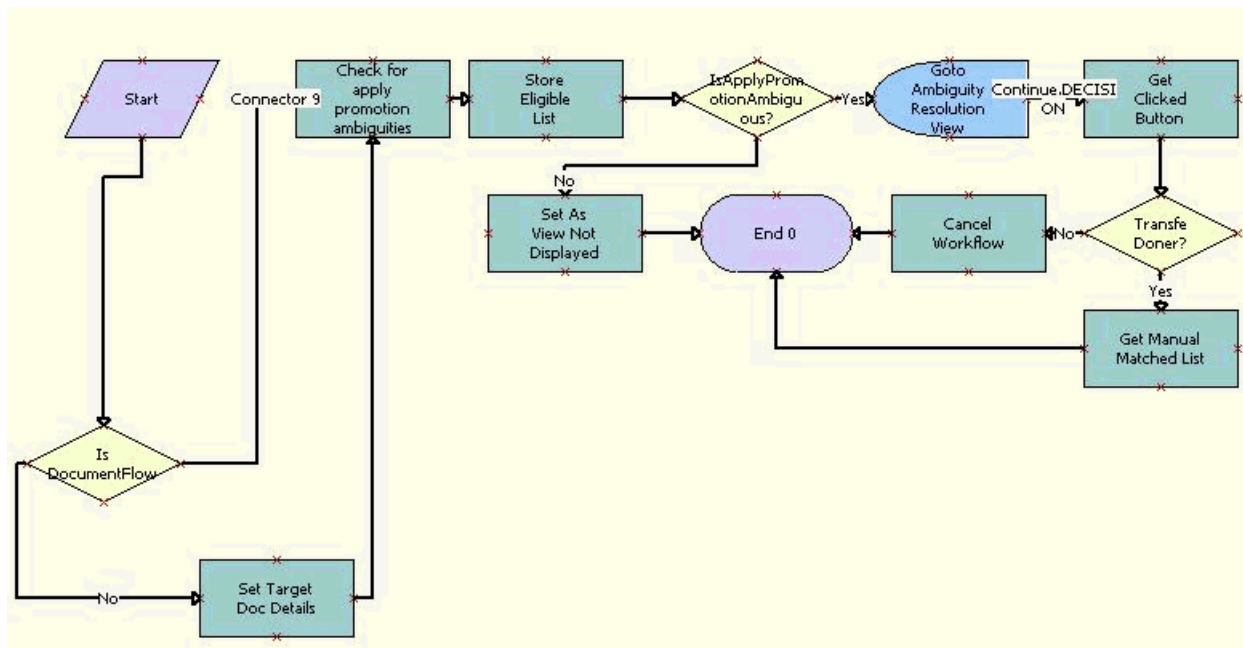 Start
Connector 9
Check for
apply
promotion
ambiguities
Store
Eligible
List
IsApplyProm
otionAmbigu
ous?
Yes
Goto
Ambiguity
Resolution
View
Continue.DECISI
ON
Get
Clicked
Button
No
Set As
View Not
Displayed
End 0
Cancel
Workflow
No
Transfe
Doner?
Yes
Get Manual
Matched List
Is
DocumentFlow
No
Set Target
Doc Details